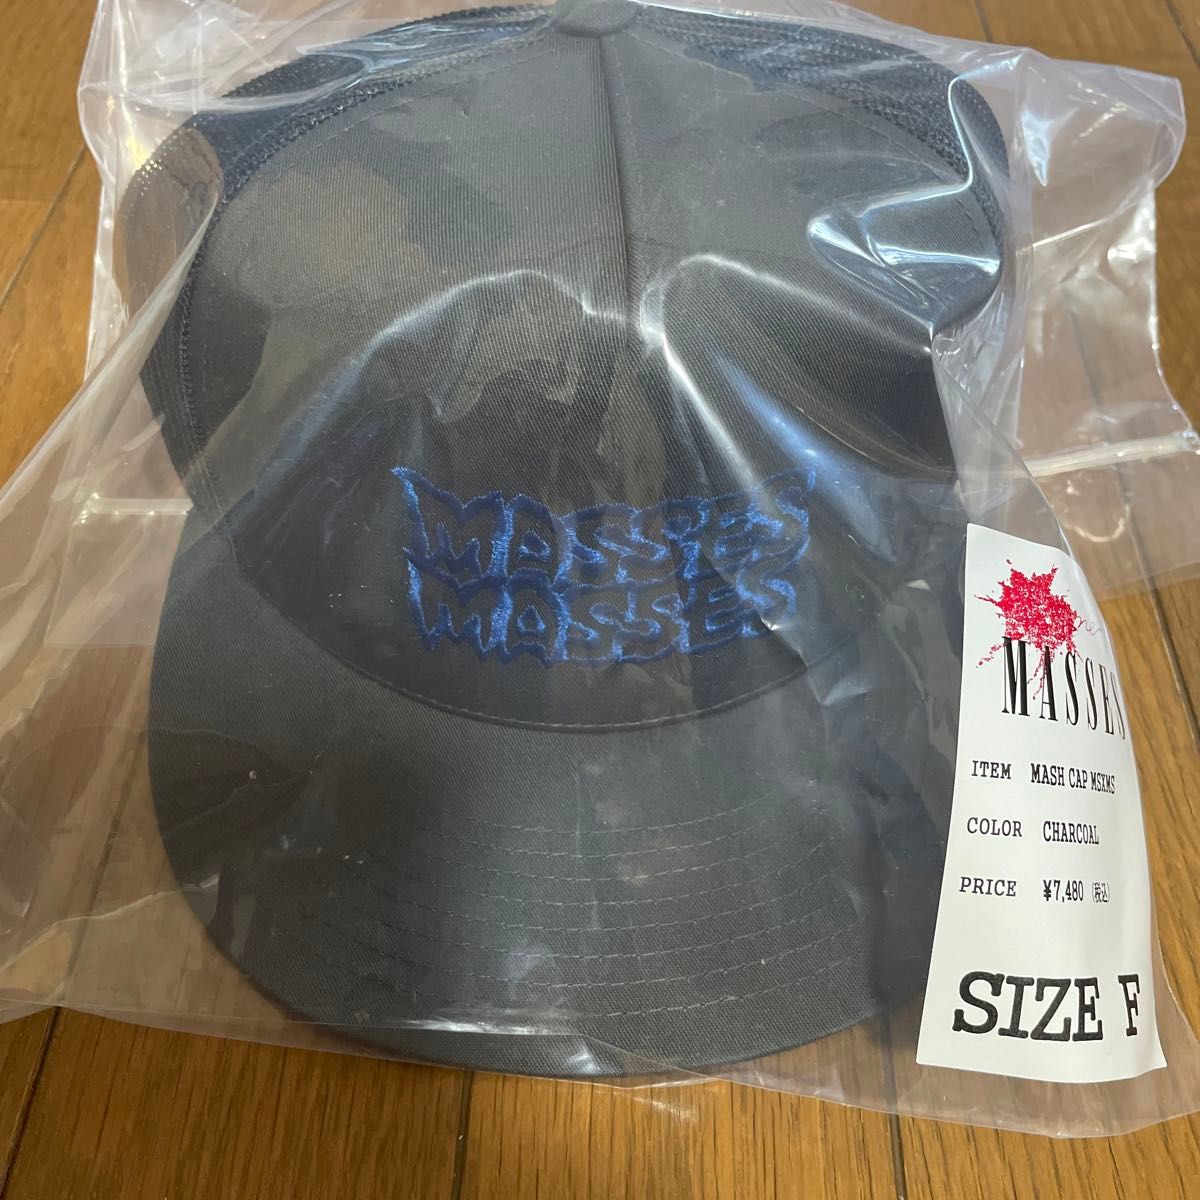 MASSES
MASSES
MASSES
ITEM MASH CAP MSXMS
COLOR CHARCOAL
PRICE ¥7,480 (税込)
SIZE F